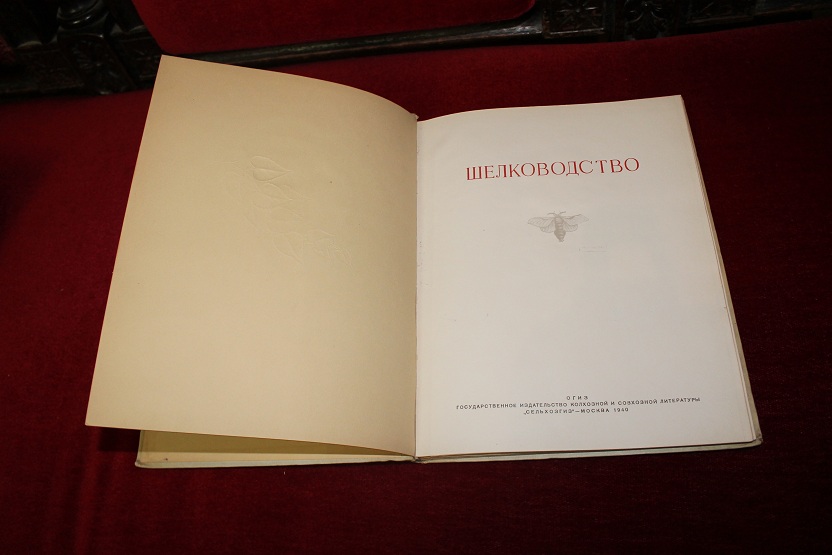 ШЕЛКОВОДСТВО
ОГИЗ
ГОСУДАРСТВЕННОЕ ИЗДАТЕЛЬСТВО КОЛХОЗНОЙ И СОВХОЗНОЙ ЛИТЕРАТУРЫ
„СЕЛЬХОЗГИЗ"—МОСКВА 1940